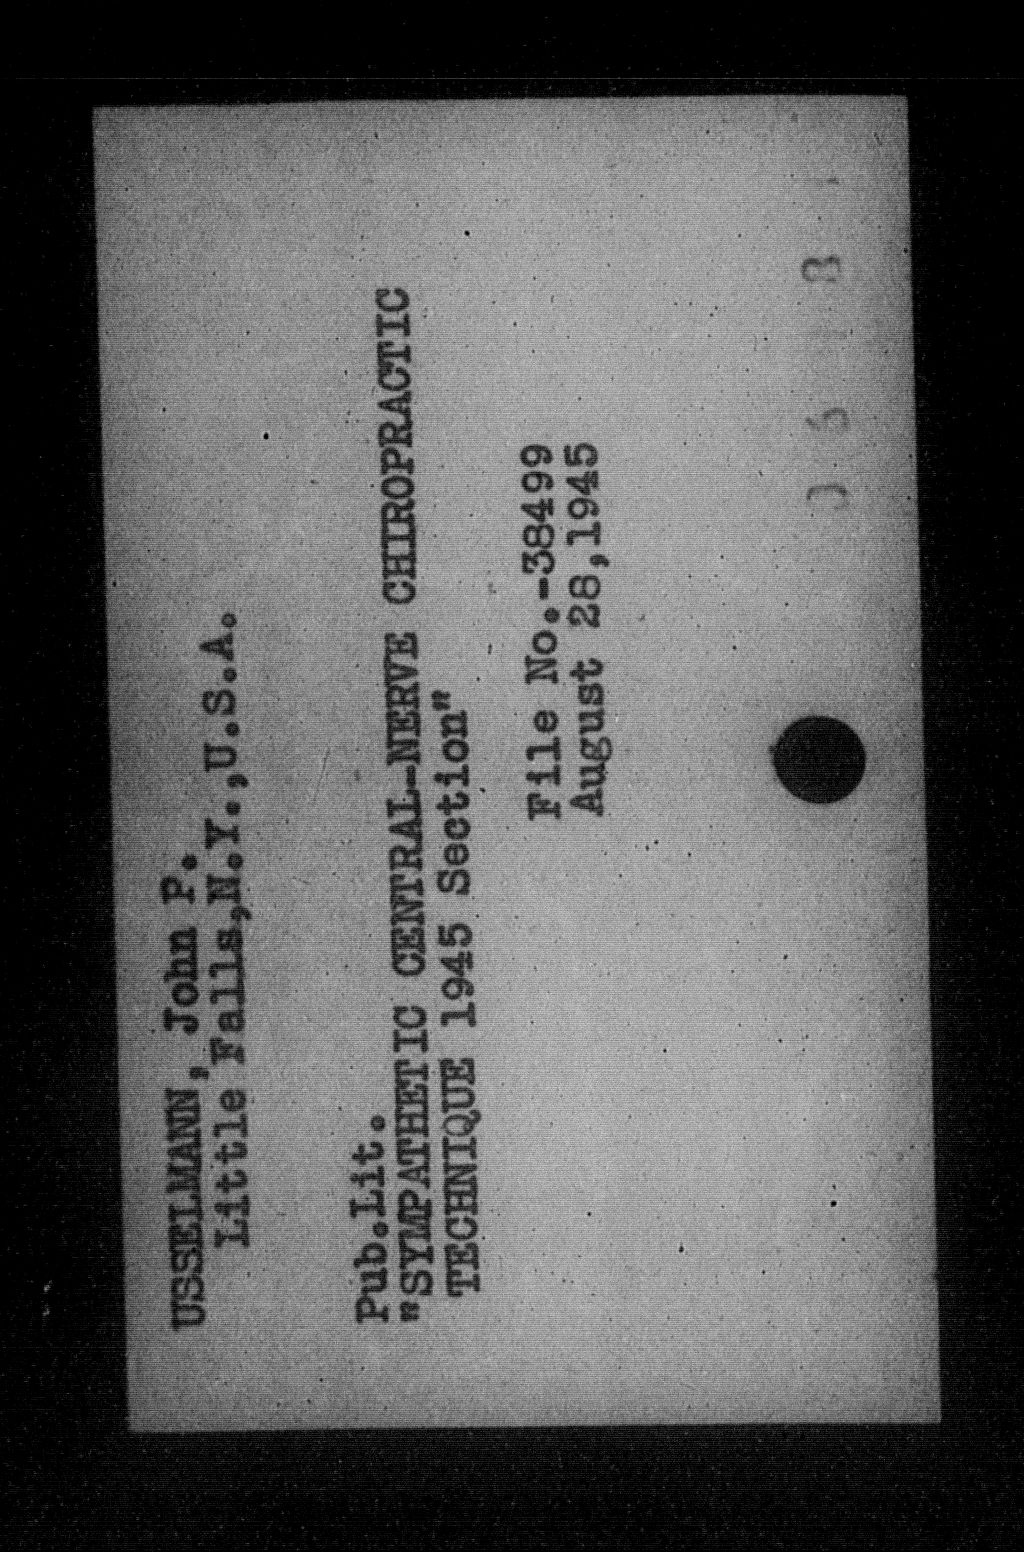 USSELMANN, John P.
Little Falls,N.Y.,U.S.A.
Pub.Lit.
"SYMPATHETIC CENTRAL-NERVE CHIROPRACTIC
TECHNIQUE 1945 Section"
File No.-38499
August 28,1945